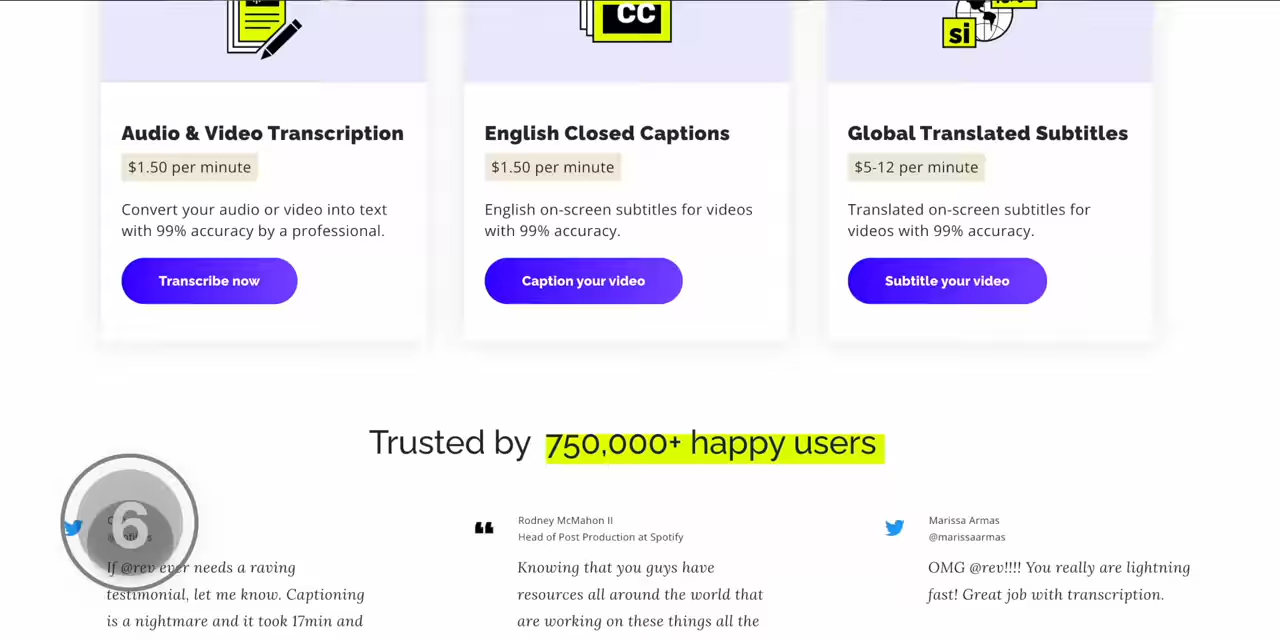 CC
si
Audio & Video Transcription
$1.50 per minute
Convert your audio or video into text
with 99% accuracy by a professional.
Transcribe now
English Closed Captions
$1.50 per minute
English on-screen subtitles for videos
with 99% accuracy.
Caption your video
Global Translated Subtitles
$5-12 per minute
Translated on-screen subtitles for
videos with 99% accuracy.
Subtitle your video
Trusted by 750,000+ happy users
6
If @rev ever needs a raving
testimonial, let me know. Captioning
is a nightmare and it took 17min and
Rodney McMahon II
Head of Post Production at Spotify
Knowing that you guys have
resources all around the world that
are working on these things all the
Marissa Armas
@marissaarmas
OMG @rev!!!! You really are lightning
fast! Great job with transcription.